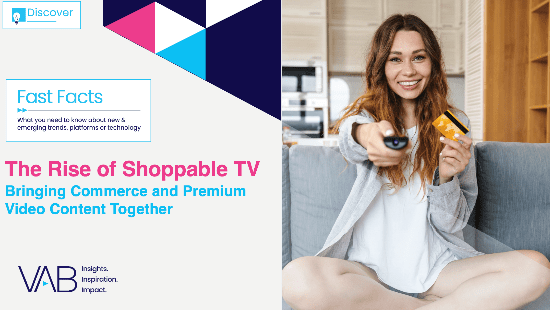 Discover
Fast Facts
What you need to know about new &
emerging trends, platforms or technology
The Rise of Shoppable TV
Bringing Commerce and Premium
Video Content Together
VAB
Insights.
Inspiration.
Impact.